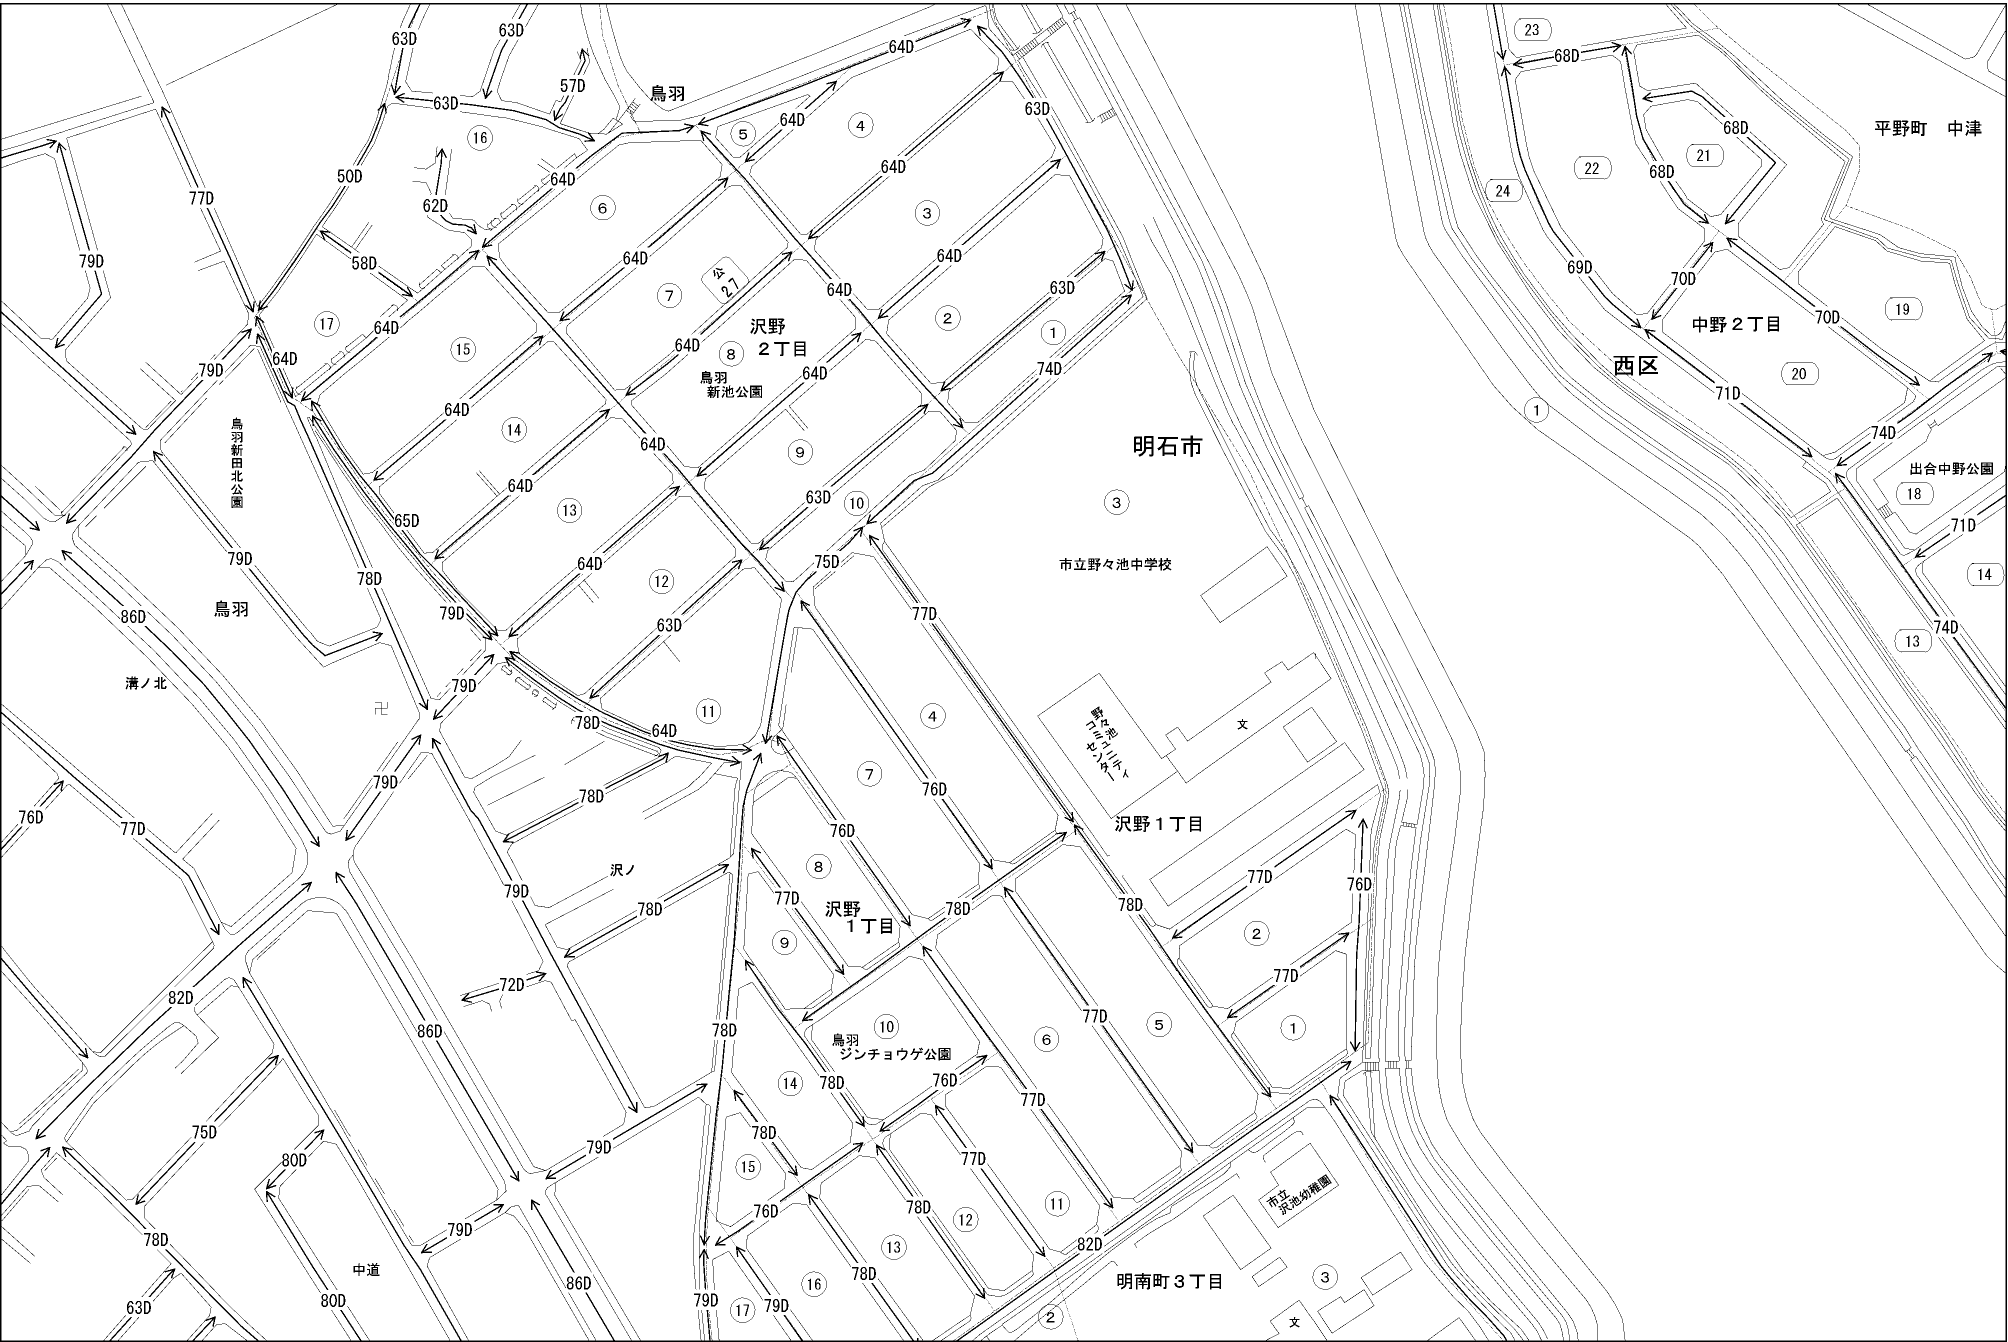 63D
63D
23
64D
68D
57D
鳥羽
63D
63D
⑤
64D
④
68D
平野町　中津
⑯
21
50D
64D
64D
22
68D
24
77D
62D
⑥
③
79D
58D
64D
64D
69D
70D
⑦
公
27
64D
63D
19
⑰
64D
沢野
2丁目
②
①
70D
中野２丁目
64D
⑮
64D
⑧
西区
79D
64D
74D
20
鳥羽
新池公園
71D
64D
①
74D
鳥羽新田北公園
⑭
64D
⑨
明石市
出合中野公園
64D
63D
⑩
③
18
⑬
65D
71D
79D
64D
75D
市立野々池中学校
14
78D
⑫
鳥羽
86D
79D
63D
77D
74D
13
溝ノ北
79D
⑪
④
78D
64D
野々池
コミュニティ
センター
文
79D
⑦
78D
76D
76D
77D
76D
沢野１丁目
沢ノ
⑧
79D
77D
77D
76D
78D
沢野
1丁目
78D
78D
⑨
②
72D
77D
82D
86D
78D
⑩
77D
⑤
①
鳥羽
ジンチョウゲ公園
⑥
⑭
78D
76D
77D
75D
79D
78D
80D
⑮
77D
市立
沢池幼稚園
76D
78D
⑫
⑪
79D
78D
82D
中道
⑬
明南町３丁目
86D
78D
⑯
③
63D
80D
79D
⑰
79D
②
文